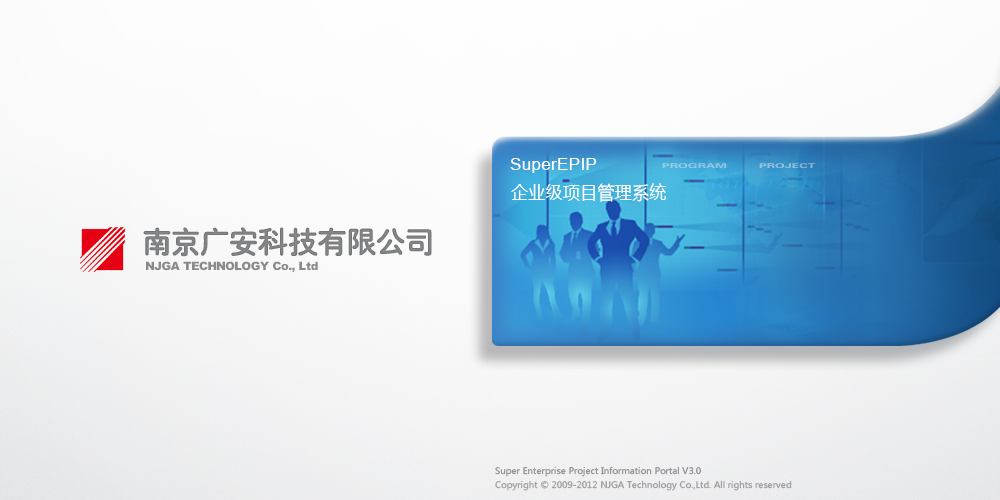 南京广安科技有限公司
NJGA TECHNOLOGY Co., Ltd
SuperEPIP
企业级项目管理系统
PROGRAM PROJECT
Super Enterprise Project Information Portal V3.0
Copyright © 2009-2012 NJGA Technology Co.,Ltd. All rights reserved